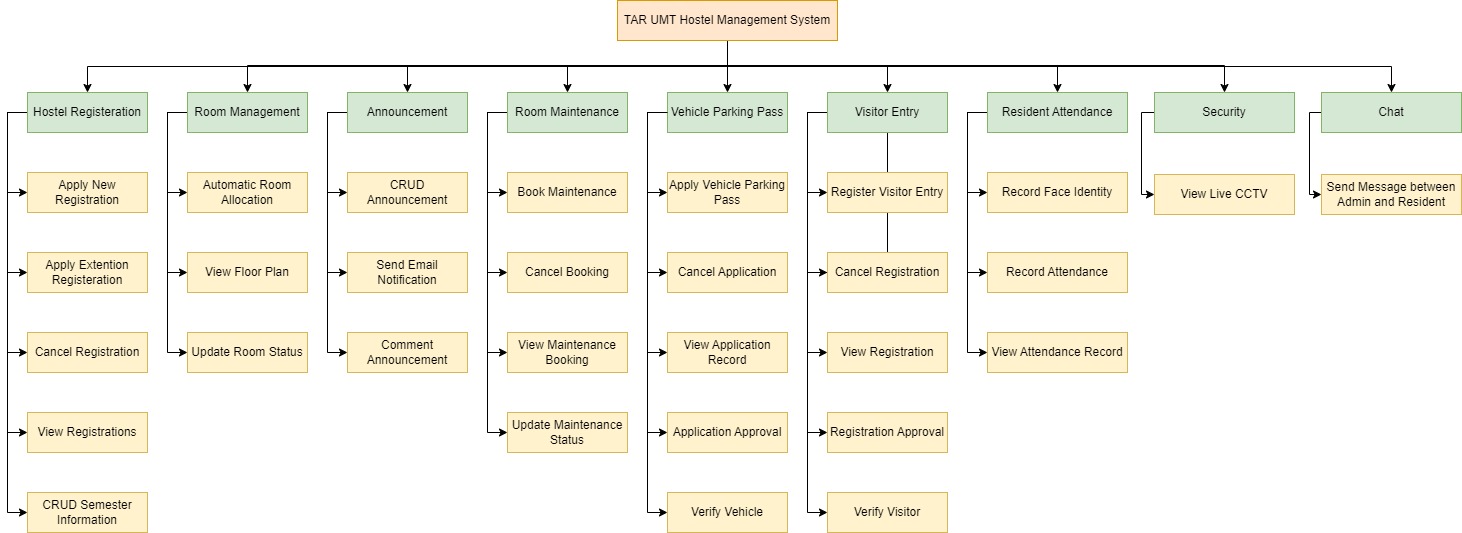 TAR UMT Hostel Management System
Hostel Registeration
Room Management
Announcement
Room Maintenance
Vehicle Parking Pass
Visitor Entry
Resident Attendance
Security
Chat
Apply New
Registration
Automatic Room
Allocation
CRUD
Announcement
Book Maintenance
Apply Vehicle Parking
Pass
Register Visitor Entry
Record Face Identity
View Live CCTV
Send Message between
Admin and Resident
Apply Extention
Registeration
View Floor Plan
Send Email
Notification
Cancel Booking
Cancel Application
Cancel Registration
Record Attendance
Cancel Registration
Update Room Status
Comment
Announcement
View Maintenance
Booking
View Application
Record
View Registration
View Attendance Record
View Registrations
Update Maintenance
Status
Application Approval
Registration Approval
CRUD Semester
Information
Verify Vehicle
Verify Visitor